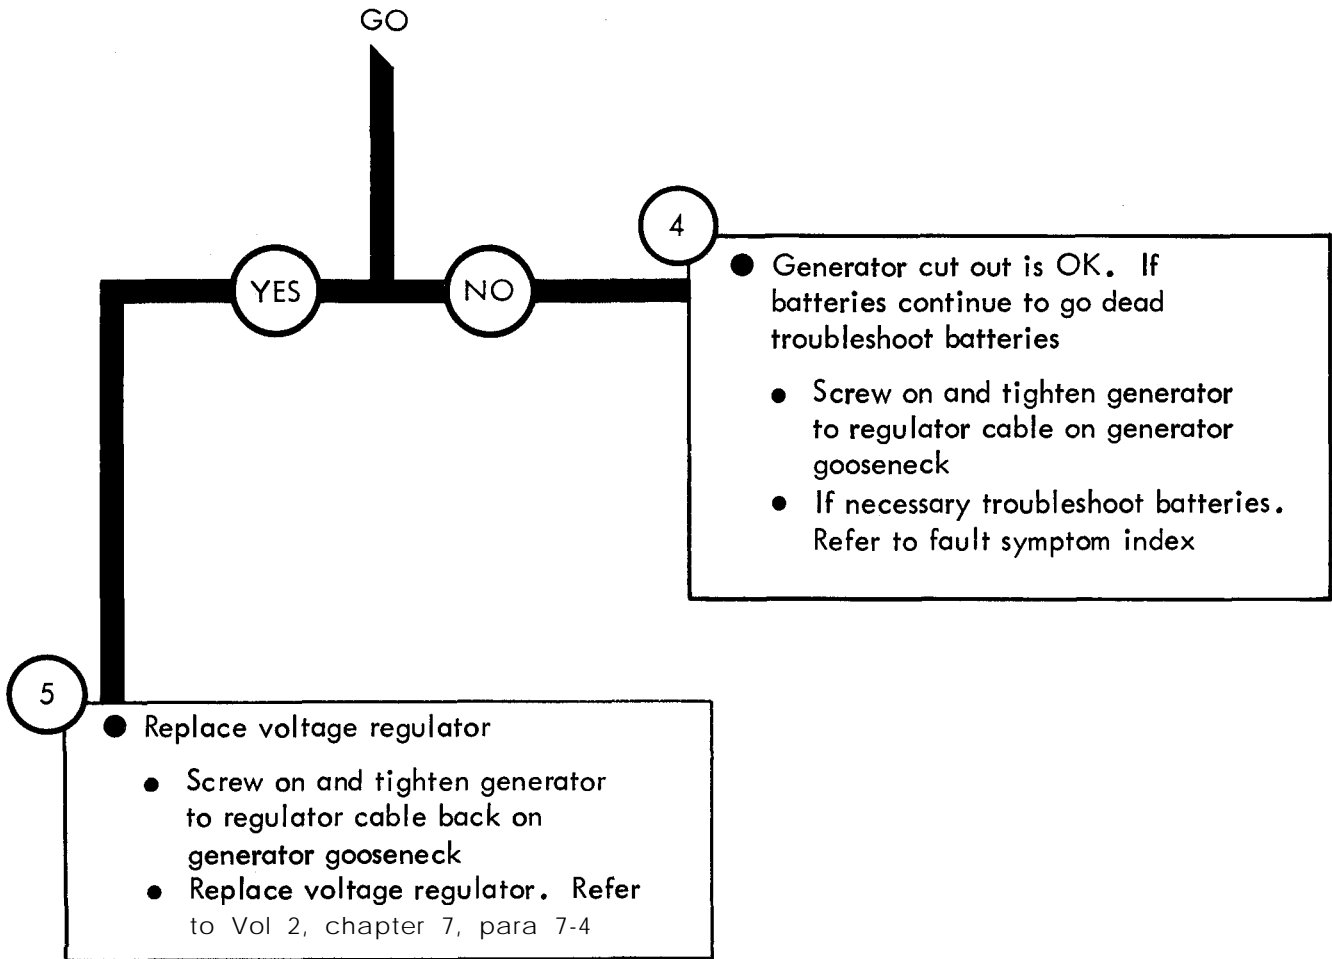 GO
YES
NO
4
● Generator cut out is OK. If
batteries continue to go dead
troubleshoot batteries
● Screw on and tighten generator
to regulator cable on generator
gooseneck
● If necessary troubleshoot batteries.
Refer to fault symptom index
5
● Replace voltage regulator
● Screw on and tighten generator
to regulator cable back on
generator gooseneck
● Replace voltage regulator. Refer
to Vol 2, chapter 7, para 7-4